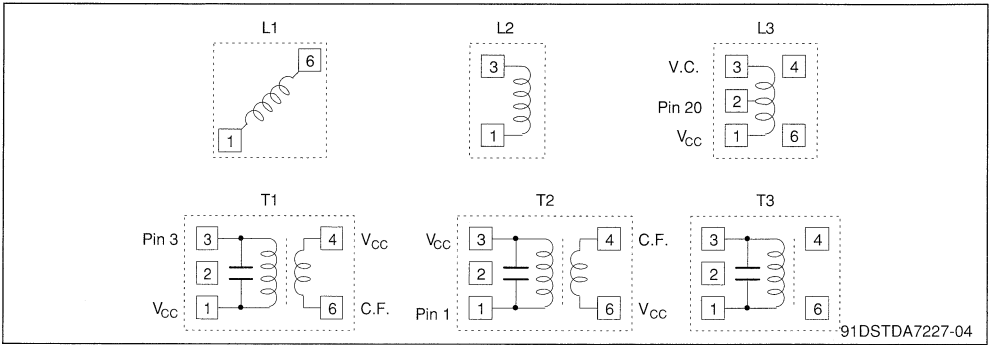 L1 L2 L3
6 3 V.C. 3 4
Pin 20 2
1 1 V_CC 1 6
T1 T2 T3
Pin 3 3 4 V_CC V_CC 3 4 C.F. 3 4
2 2 2
V_CC 1 6 C.F. Pin 1 1 6 V_CC 1 6
91DSTDA7227-04